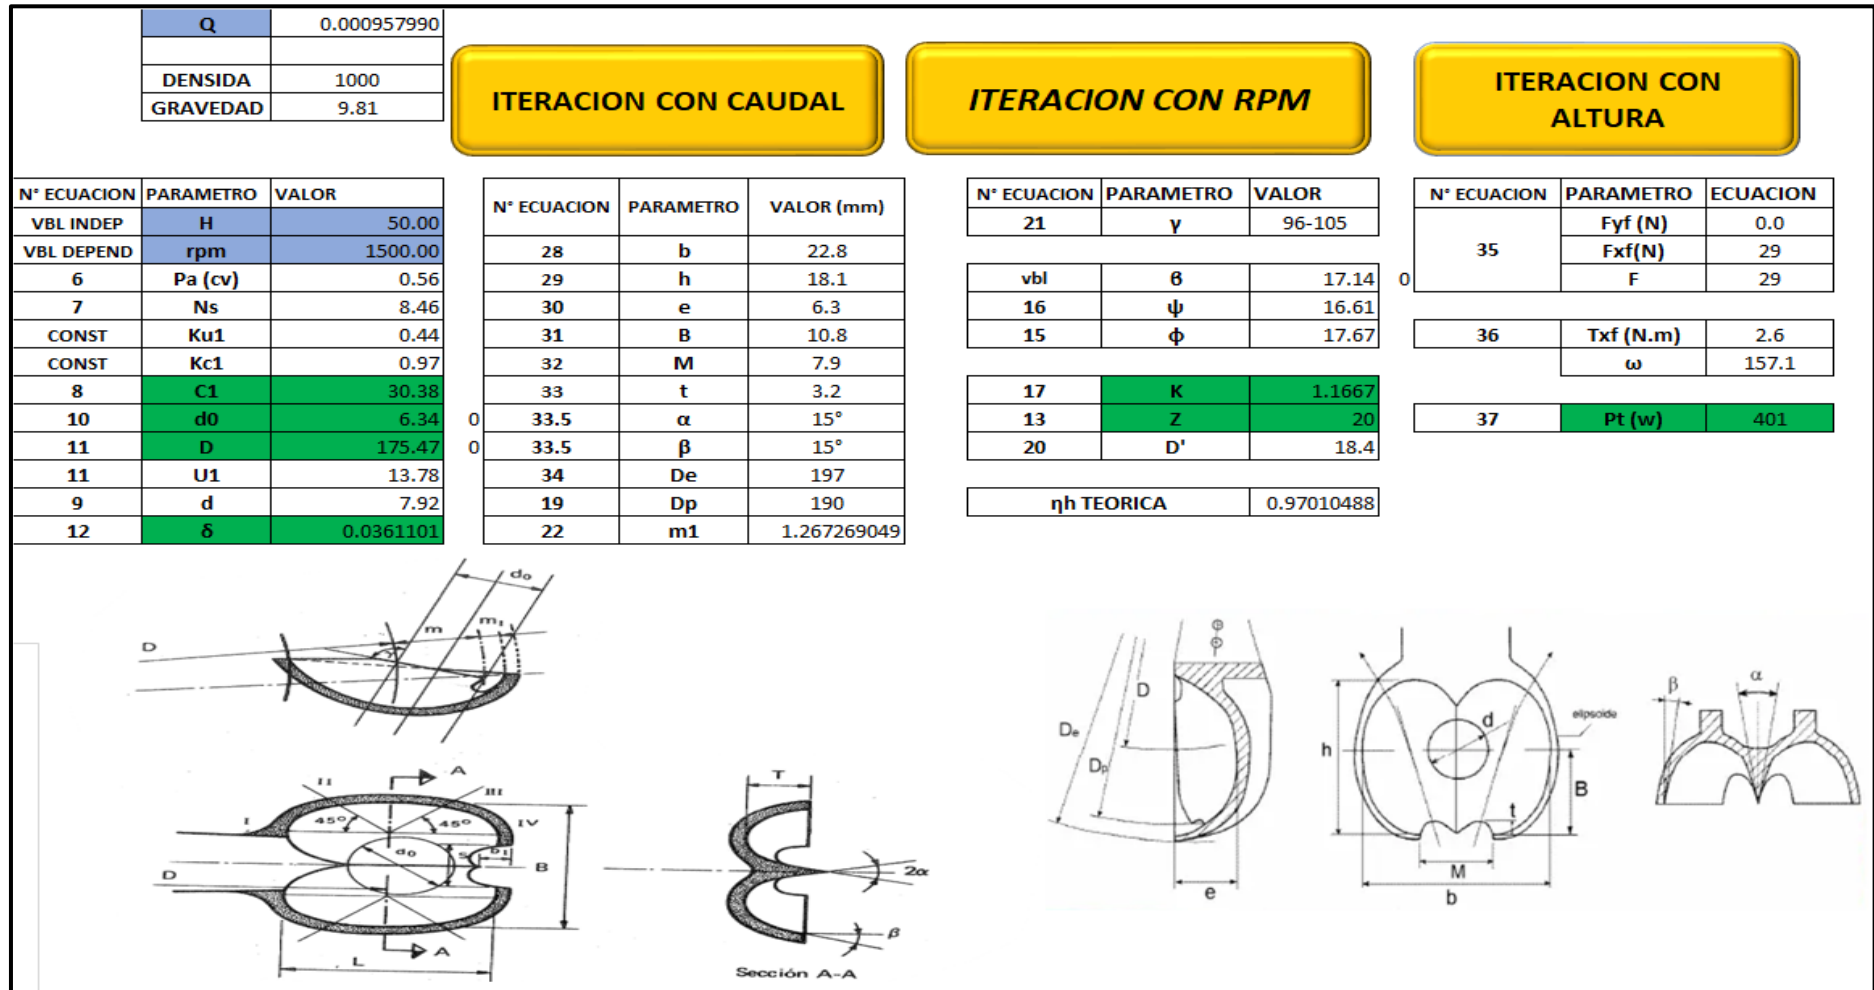 Q 0.000957990
DENSIDA 1000
GRAVEDAD 9.81
ITERACION CON CAUDAL
ITERACION CON RPM
ITERACION CON
ALTURA
N° ECUACION PARAMETRO VALOR
VBL INDEP H 50.00
VBL DEPEND rpm 1500.00
6 Pa (cv) 0.56
7 Ns 8.46
CONST Ku1 0.44
CONST Kc1 0.97
8 C1 30.38
10 d0 6.34
11 D 175.47
11 U1 13.78
9 d 7.92
12 δ 0.0361101
N° ECUACION PARAMETRO VALOR (mm)
28 b 22.8
29 h 18.1
30 e 6.3
31 B 10.8
32 M 7.9
33 t 3.2
0 33.5 α 15°
0 33.5 β 15°
34 De 197
19 Dp 190
22 m1 1.267269049
N° ECUACION PARAMETRO VALOR
21 γ 96-105
vbl ϐ 17.14
16 ψ 16.61
15 ϕ 17.67
17 K 1.1667
13 Z 20
20 D' 18.4
ηh TEORICA 0.97010488
N° ECUACION PARAMETRO ECUACION
35 Fyf (N) 0.0
Fxf(N) 29
0 F 29
36 Txf (N.m) 2.6
ω 157.1
37 Pt (w) 401
d₀
m
m₁
D
A
II
III
I
45°
45°
IV
d₀
S
b₁
B
D
A
L
T
2α
β
Sección A-A
D
Dₑ
Dₚ
e
d
elipsoide
h
B
t
M
b
β
α